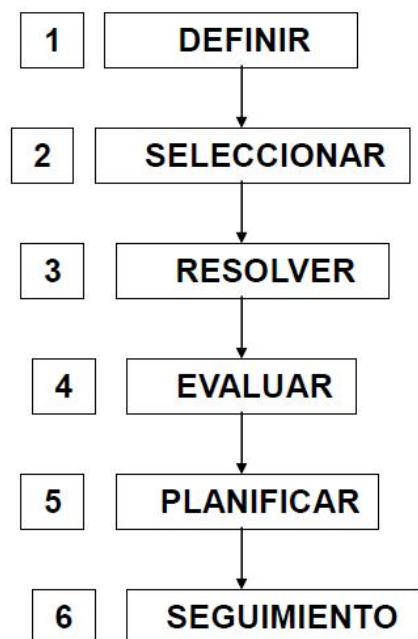 1 DEFINIR
2 SELECCIONAR
3 RESOLVER
4 EVALUAR
5 PLANIFICAR
6 SEGUIMIENTO